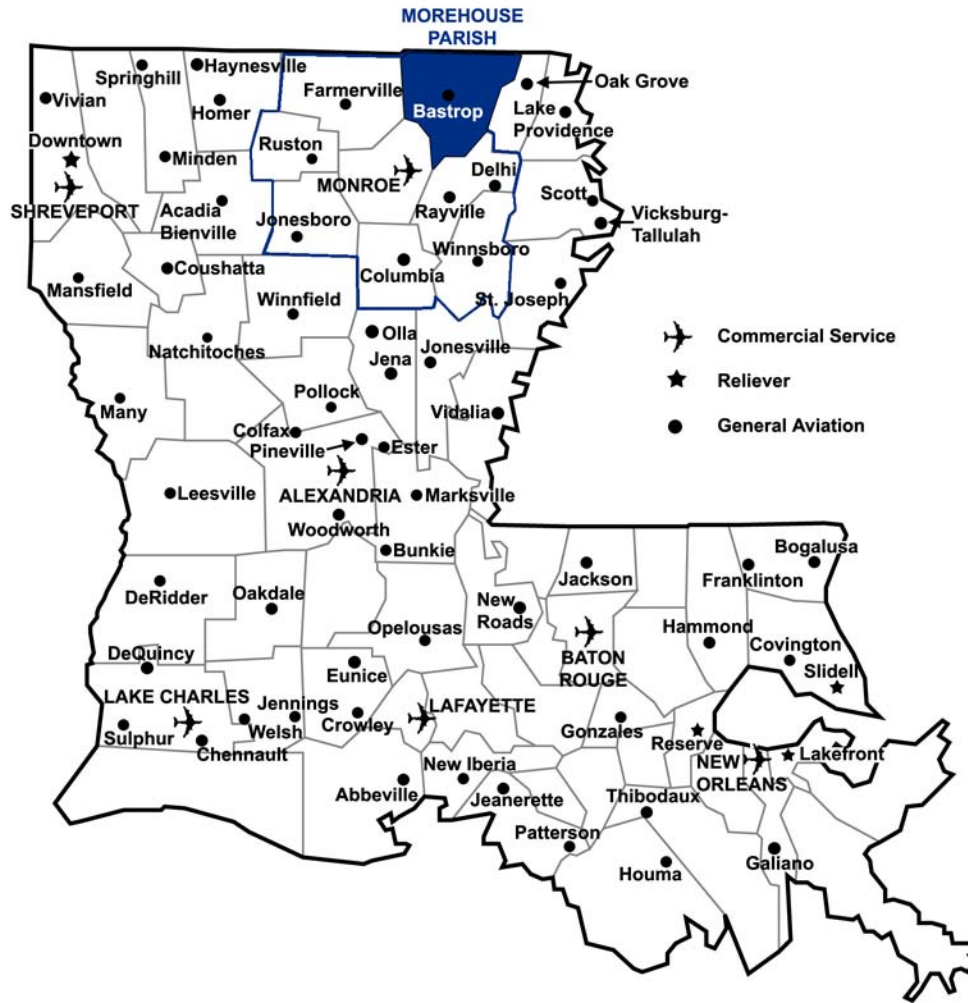 MOREHOUSE
PARISH
Haynesville
Springhill
Oak Grove
Vivian
Homer
Farmerville
Bastrop
Lake
Providence
Downtown
Minden
Ruston
MONROE
Delhi
SHREVEPORT
Acadia
Bienville
Jonesboro
Rayville
Scott
Vicksburg-
Tallulah
Mansfield
Coushatta
Winnfield
Columbia
Winnsboro
St. Joseph
Natchitoches
Olla
Jena
Jonesville
Commercial Service
Reliever
General Aviation
Many
Pollock
Vidalia
Colfax
Pineville
Ester
Leesville
ALEXANDRIA
Marksville
Woodworth
Bunkie
DeRidder
Oakdale
New
Roads
Jackson
Franklinton
Bogalusa
Opelousas
BATON
ROUGE
Hammond
Covington
Slidell
DeQuincy
Eunice
LAKE CHARLES
Jennings
Crowley
LAFAYETTE
Gonzales
Sulphur
Welsh
Chennault
Reserve
NEW
ORLEANS
Lakefront
Abbeville
New Iberia
Jeanerette
Thibodaux
Patterson
Houma
Galiano